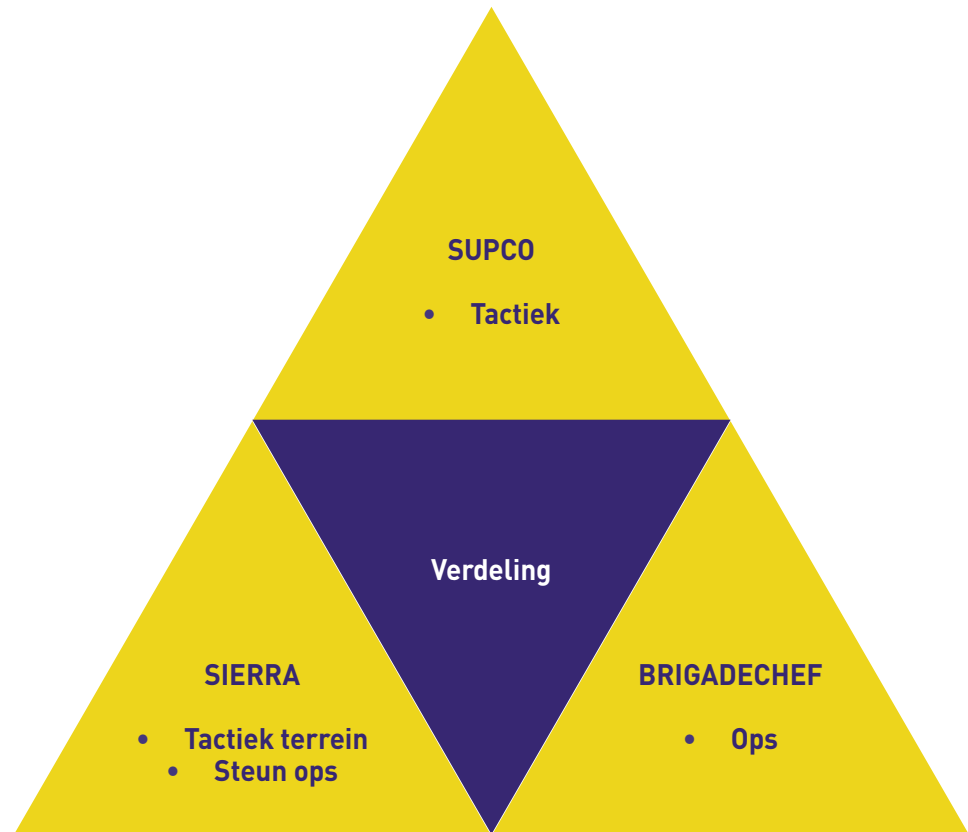 SUPCO
• Tactiek
Verdeling
SIERRA
• Tactiek terrein
• Steun ops
BRIGADECHEF
• Ops